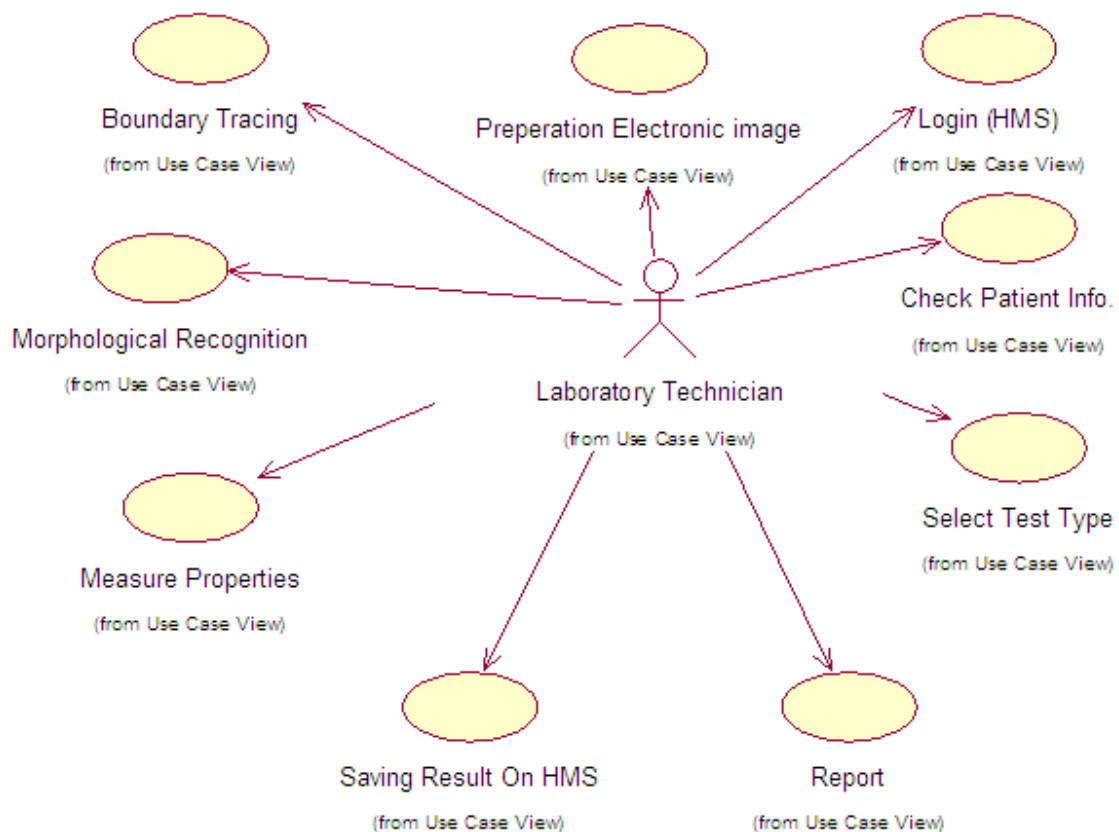 Boundary Tracing
(from Use Case View)
Preperation Electronic image
(from Use Case View)
Login (HMS)
(from Use Case View)
Morphological Recognition
(from Use Case View)
Check Patient Info.
(from Use Case View)
Laboratory Technician
(from Use Case View)
Measure Properties
(from Use Case View)
Select Test Type
(from Use Case View)
Saving Result On HMS
(from Use Case View)
Report
(from Use Case View)